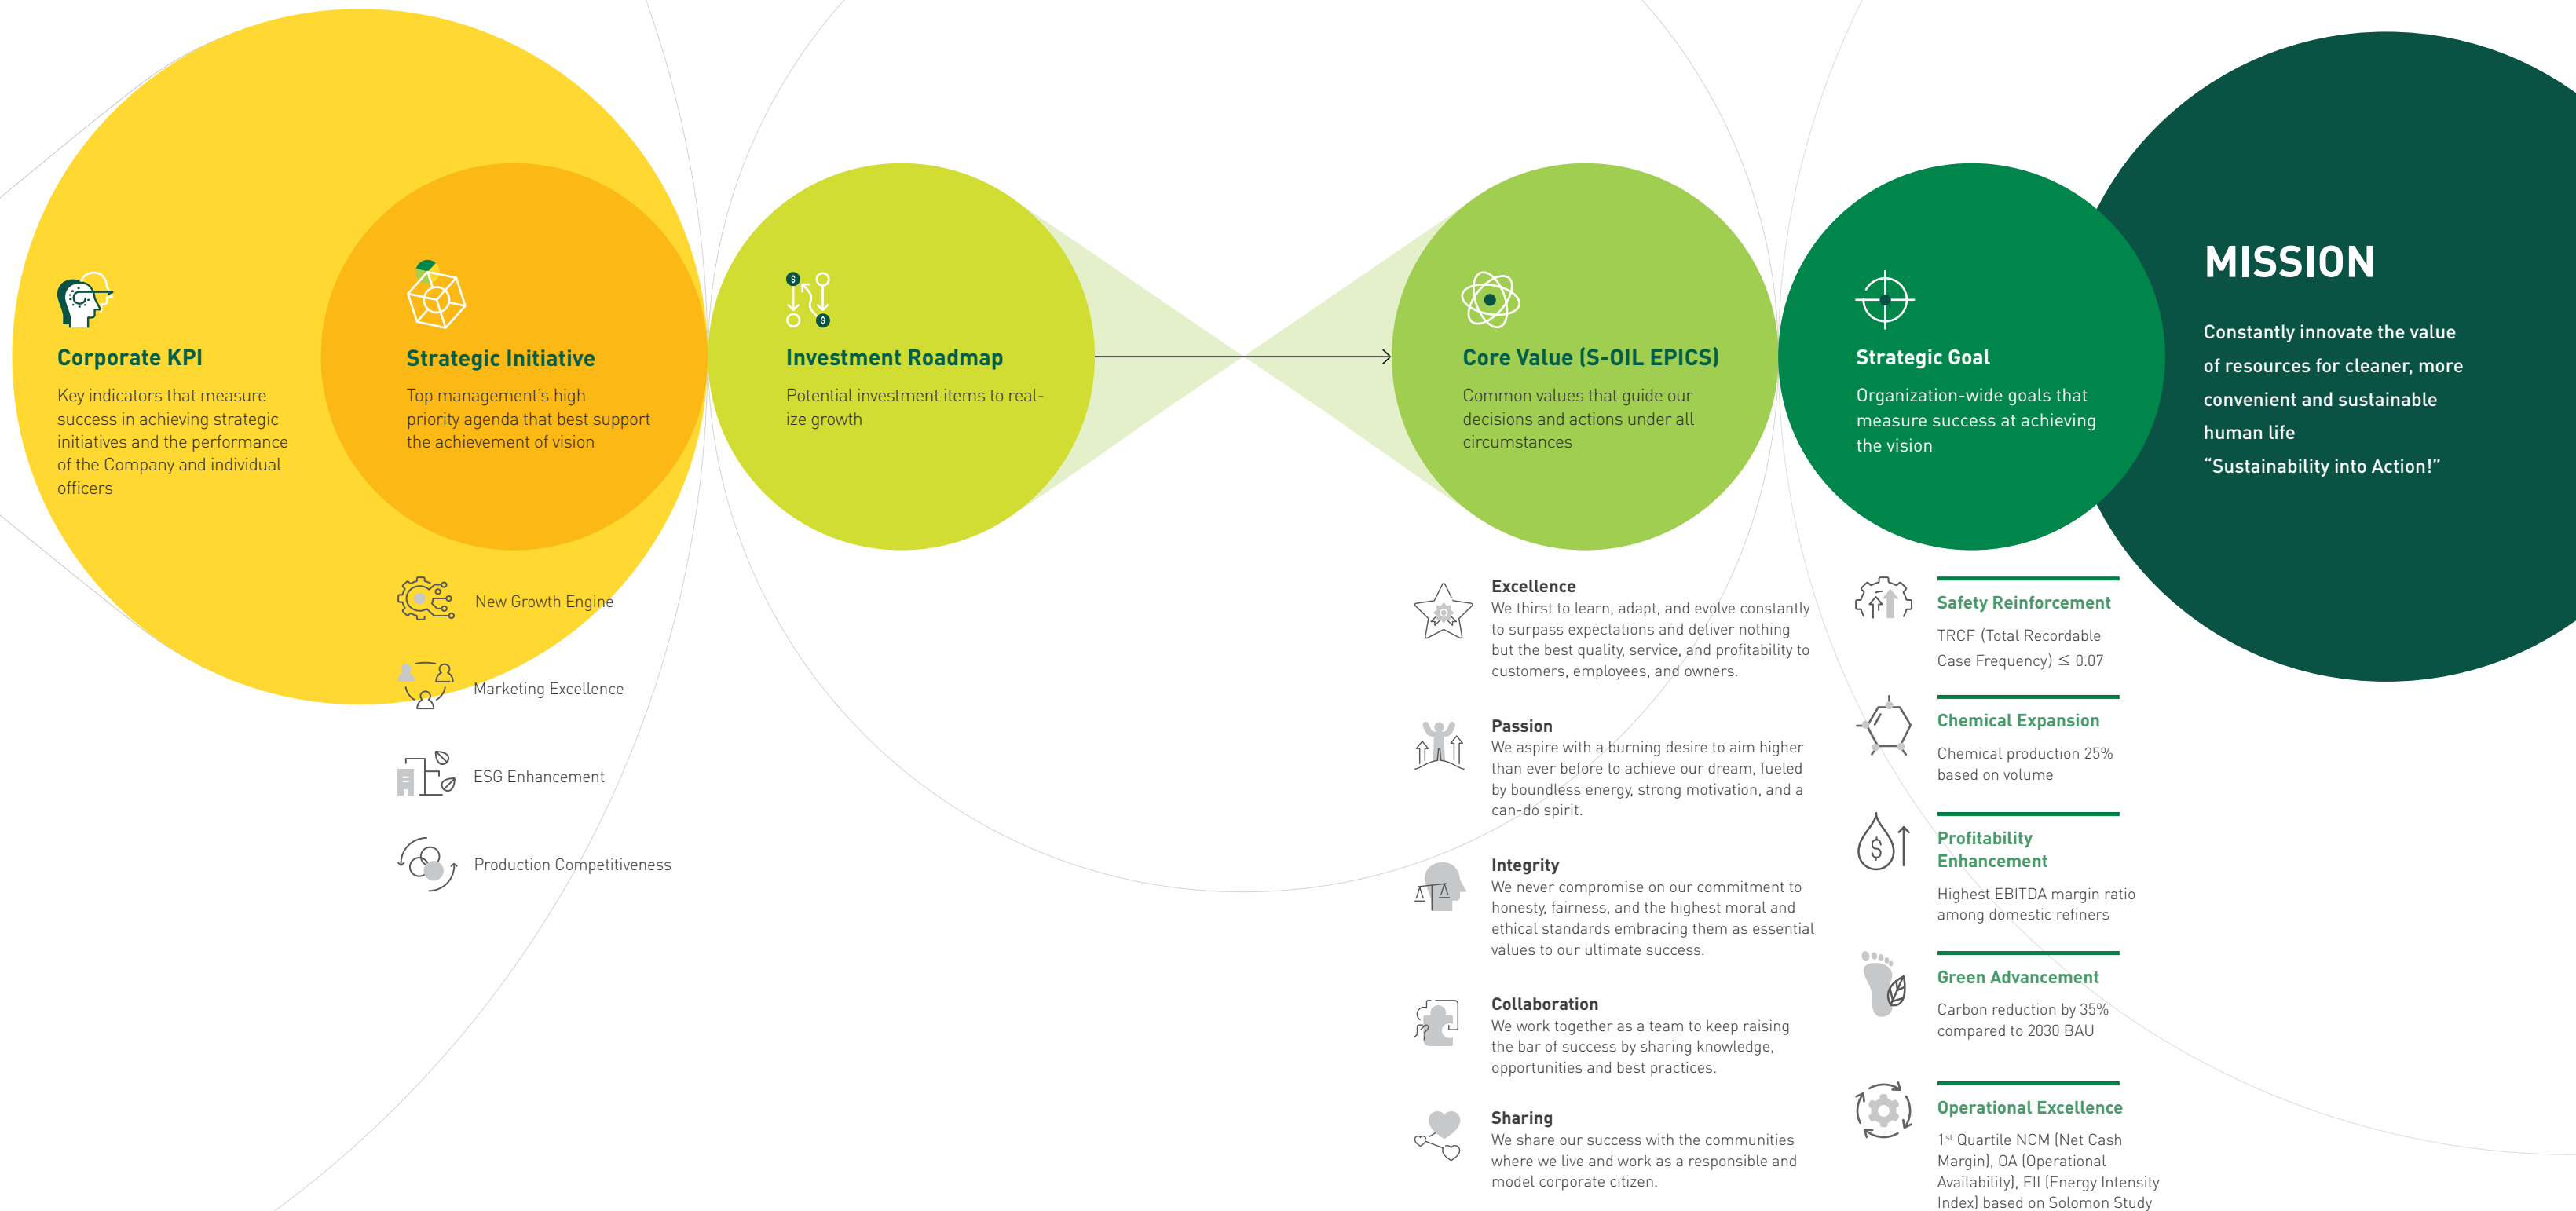 Corporate KPI
Key indicators that measure
success in achieving strategic
initiatives and the performance
of the Company and individual
officers
Strategic Initiative
Top management's high
priority agenda that best support
the achievement of vision
New Growth Engine
Marketing Excellence
ESG Enhancement
Production Competitiveness
Investment Roadmap
Potential investment items to real-
ize growth
Core Value (S-OIL EPICS)
Common values that guide our
decisions and actions under all
circumstances
Excellence
We thirst to learn, adapt, and evolve constantly
to surpass expectations and deliver nothing
but the best quality, service, and profitability to
customers, employees, and owners.
Passion
We aspire with a burning desire to aim higher
than ever before to achieve our dream, fueled
by boundless energy, strong motivation, and a
can-do spirit.
Integrity
We never compromise on our commitment to
honesty, fairness, and the highest moral and
ethical standards embracing them as essential
values to our ultimate success.
Collaboration
We work together as a team to keep raising
the bar of success by sharing knowledge,
opportunities and best practices.
Sharing
We share our success with the communities
where we live and work as a responsible and
model corporate citizen.
Strategic Goal
Organization-wide goals that
measure success at achieving
the vision
Safety Reinforcement
TRCF (Total Recordable
Case Frequency) ≤ 0.07
Chemical Expansion
Chemical production 25%
based on volume
Profitability
Enhancement
Highest EBITDA margin ratio
among domestic refiners
Green Advancement
Carbon reduction by 35%
compared to 2030 BAU
Operational Excellence
1st Quartile NCM (Net Cash
Margin), OA (Operational
Availability), EII (Energy Intensity
Index) based on Solomon Study
MISSION
Constantly innovate the value
of resources for cleaner, more
convenient and sustainable
human life
“Sustainability into Action!”